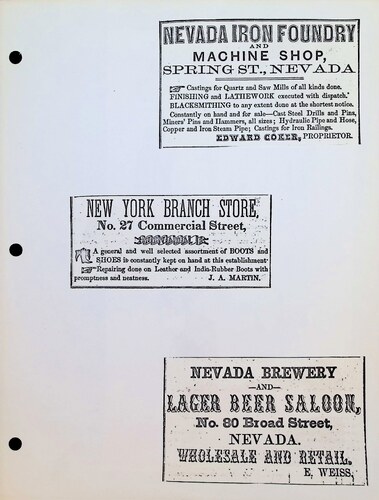 NEVADA IRON FOUNDRY
AND
MACHINE SHOP,
SPRING ST., NEVADA
Castings for Quartz and Saw Mills of all kinds done.
FINISHING and LATHEWORK executed with dispatch.
BLACKSMITHING to any extent done at the shortest notice.
Constantly on hand and for sale—Cast Steel Drills and Pins,
Miners' Pins and Hammers, all sizes; Hydraulic Pipe and Hose,
Copper and Iron Steam Pipe; Castings for Iron Railings.
EDWARD COKER, PROPRIETOR.
NEW YORK BRANCH STORE,
No. 27 Commercial Street,
A general and well selected assortment of BOOTS and
SHOES is constantly kept on hand at this establishment
Repairing done on Leather and India-Rubber Boots with
promptness and neatness. J. A. MARTIN.
NEVADA BREWERY
—AND—
LAGER BEER SALOON,
No. 80 Broad Street,
NEVADA.
WHOLESALE AND RETAIL.
E. WEISS.